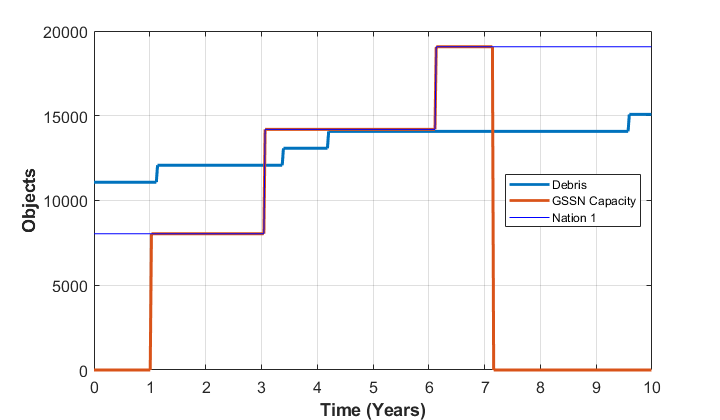 20000
15000
10000
5000
0
Objects
Debris
GSSN Capacity
Nation 1
0 1 2 3 4 5 6 7 8 9 10
Time (Years)